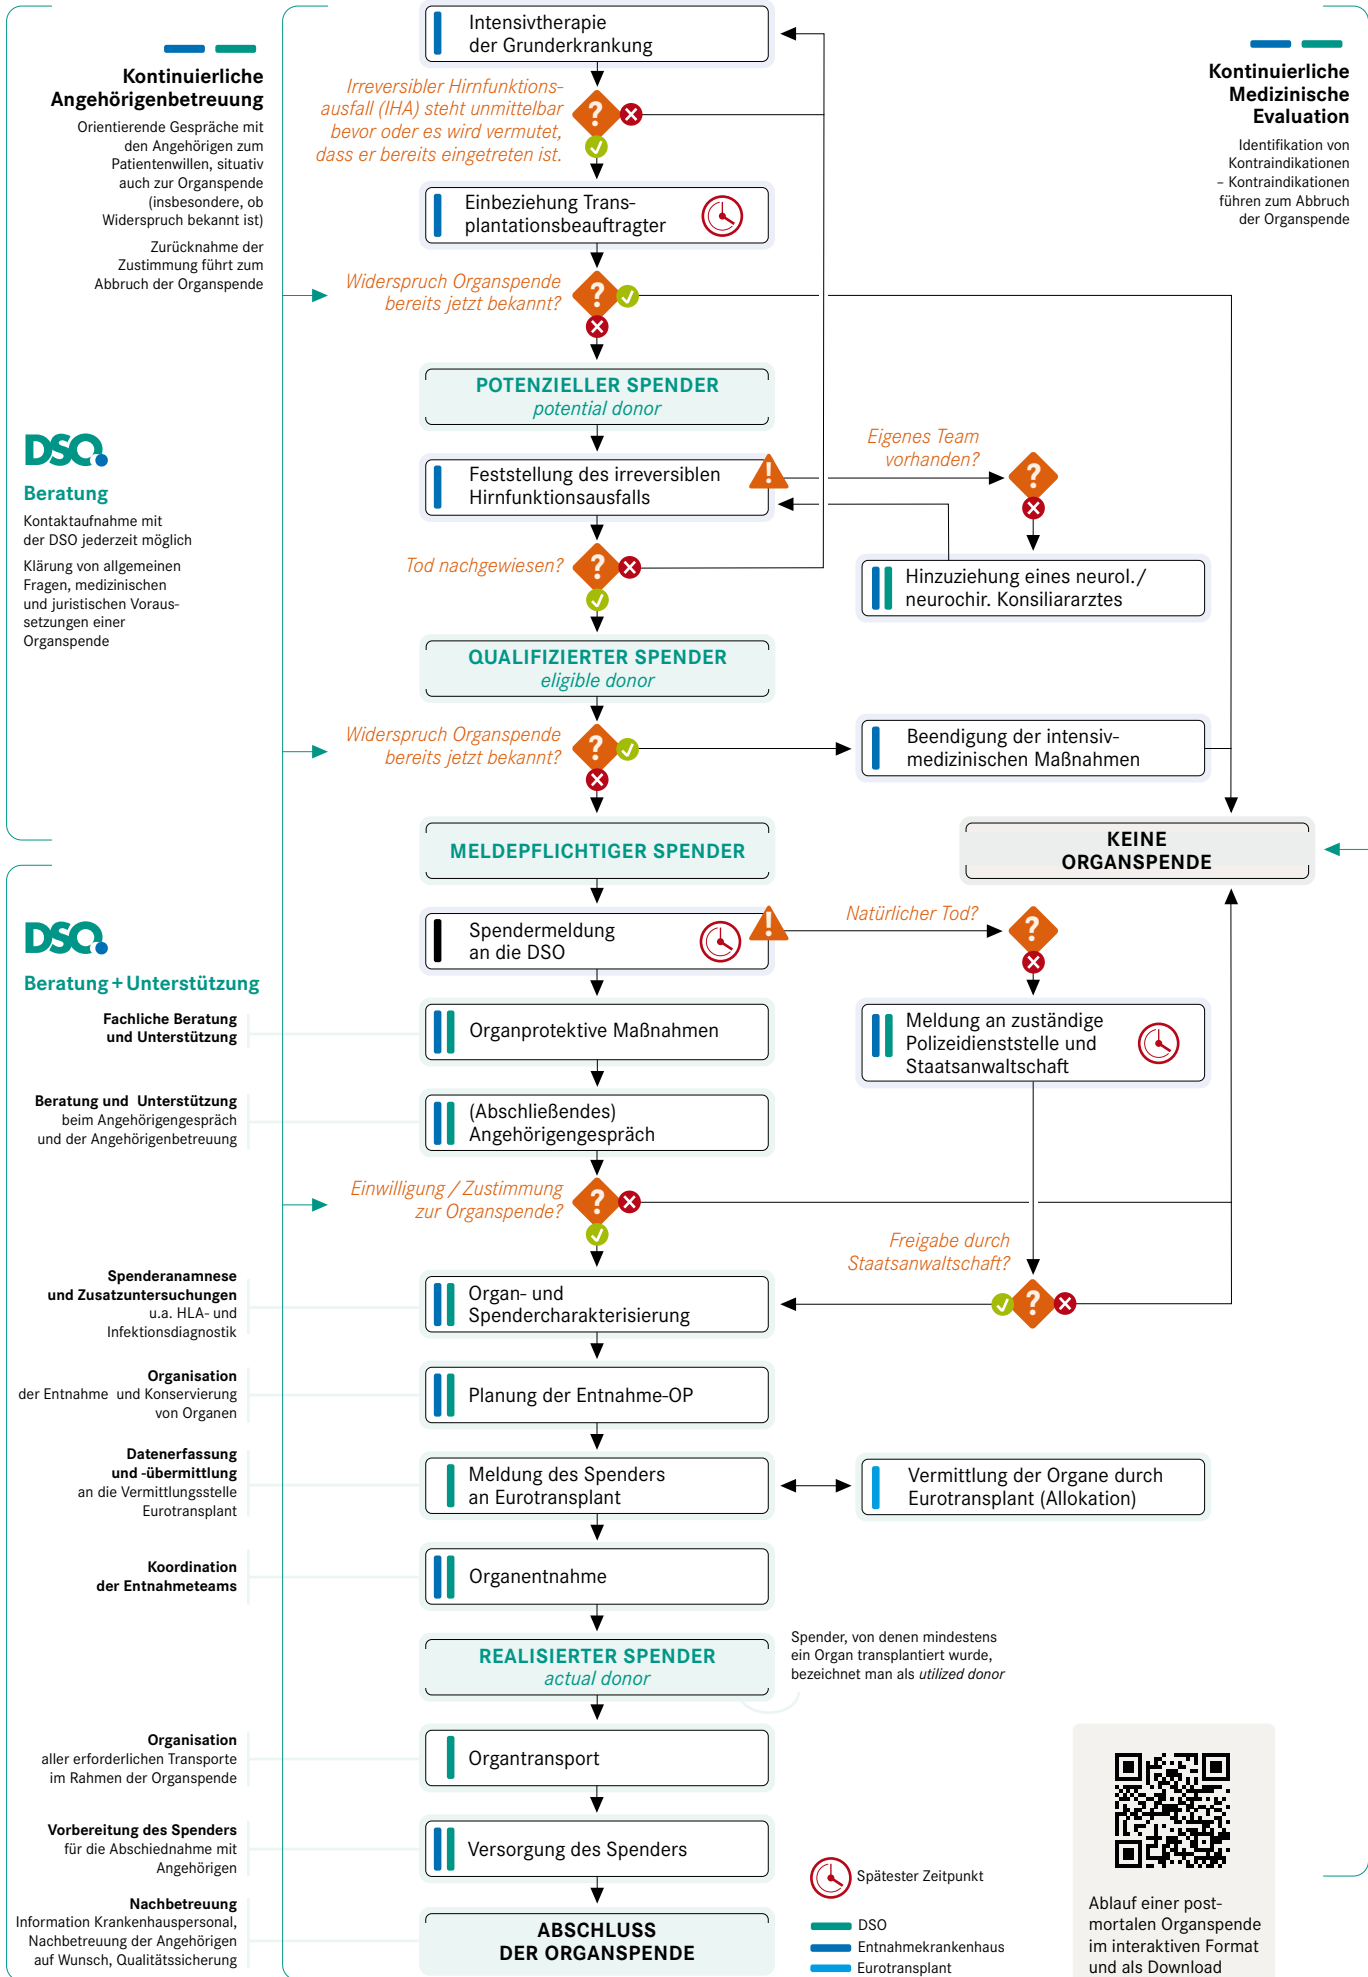 Kontinuierliche
Angehörigenbetreuung
Orientierende Gespräche mit
den Angehörigen zum
Patientenwillen, situativ
auch zur Organspende
(insbesondere, ob
Widerspruch bekannt ist)
Zurücknahme der
Zustimmung führt zum
Abbruch der Organspende
DSO
Beratung
Kontaktaufnahme mit
der DSO jederzeit möglich
Klärung von allgemeinen
Fragen, medizinischen
und juristischen Voraus-
setzungen einer
Organspende
DSO
Beratung + Unterstützung
Fachliche Beratung
und Unterstützung
Beratung und Unterstützung
beim Angehörigengespräch
und der Angehörigenbetreuung
Spenderanamnese
und Zusatzuntersuchungen
u.a. HLA- und
Infektionsdiagnostik
Organisation
der Entnahme und Konservierung
von Organen
Datenerfassung
und -übermittlung
an die Vermittlungsstelle
Eurotransplant
Koordination
der Entnahmeteams
Organisation
aller erforderlichen Transporte
im Rahmen der Organspende
Vorbereitung des Spenders
für die Abschiednahme mit
Angehörigen
Nachbetreuung
Information Krankenhauspersonal,
Nachbetreuung der Angehörigen
auf Wunsch, Qualitätssicherung
Intensivtherapie
der Grunderkrankung
Irreversibler Hirnfunktions-
ausfall (IHA) steht unmittelbar
bevor oder es wird vermutet,
dass er bereits eingetreten ist.
?
Einbeziehung Trans-
plantationsbeauftragter
Widerspruch Organspende
bereits jetzt bekannt?
?
POTENZIELLER SPENDER
potential donor
Feststellung des irreversiblen
Hirnfunktionsausfalls
!
Eigenes Team
vorhanden?
?
Hinzuziehung eines neurol./
neurochir. Konsiliararztes
Tod nachgewiesen?
?
QUALIFIZIERTER SPENDER
eligible donor
Widerspruch Organspende
bereits jetzt bekannt?
?
Beendigung der intensiv-
medizinischen Maßnahmen
MELDEPFLICHTIGER SPENDER
KEINE
ORGANSPENDE
Spendermeldung
an die DSO
!
Natürlicher Tod?
?
Meldung an zuständige
Polizeidienststelle und
Staatsanwaltschaft
Organprotektive Maßnahmen
(Abschließendes)
Angehörigengespräch
Einwilligung / Zustimmung
zur Organspende?
?
Freigabe durch
Staatsanwaltschaft?
?
Organ- und
Spendercharakterisierung
Planung der Entnahme-OP
Meldung des Spenders
an Eurotransplant
Vermittlung der Organe durch
Eurotransplant (Allokation)
Organentnahme
REALISIERTER SPENDER
actual donor
Spender, von denen mindestens
ein Organ transplantiert wurde,
bezeichnet man als utilized donor
Organtransport
Versorgung des Spenders
ABSCHLUSS
DER ORGANSPENDE
Kontinuierliche
Medizinische
Evaluation
Identifikation von
Kontraindikationen
– Kontraindikationen
führen zum Abbruch
der Organspende
Spätester Zeitpunkt
DSO
Entnahmekrankenhaus
Eurotransplant
Ablauf einer post-
mortalen Organspende
im interaktiven Format
und als Download